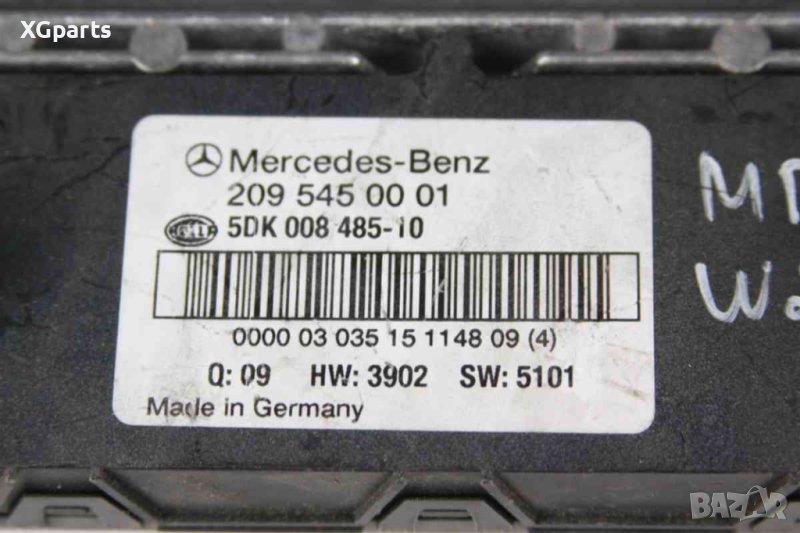 XGparts
Mercedes-Benz
209 545 00 01
5DK 008 485-10
0000 03 035 15 1148 09 (4)
Q: 09 HW: 3902 SW: 5101
Made in Germany
BAZAR